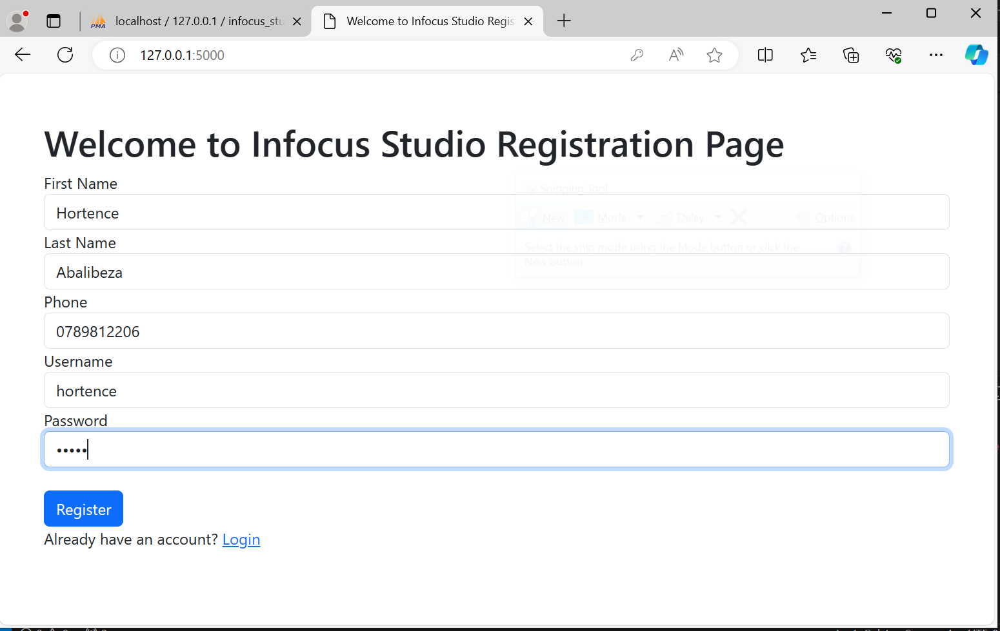 PMA localhost / 127.0.0.1 / infocus_stu
Welcome to Infocus Studio Regis
127.0.0.1:5000
Welcome to Infocus Studio Registration Page
First Name
Snipping Tool
Hortence
New Mode Delay Options
Last Name
Select the snip mode using the Mode button or click the
New button.
Abalibeza
Phone
0789812206
Username
hortence
Password
•••••
Register
Already have an account? Login